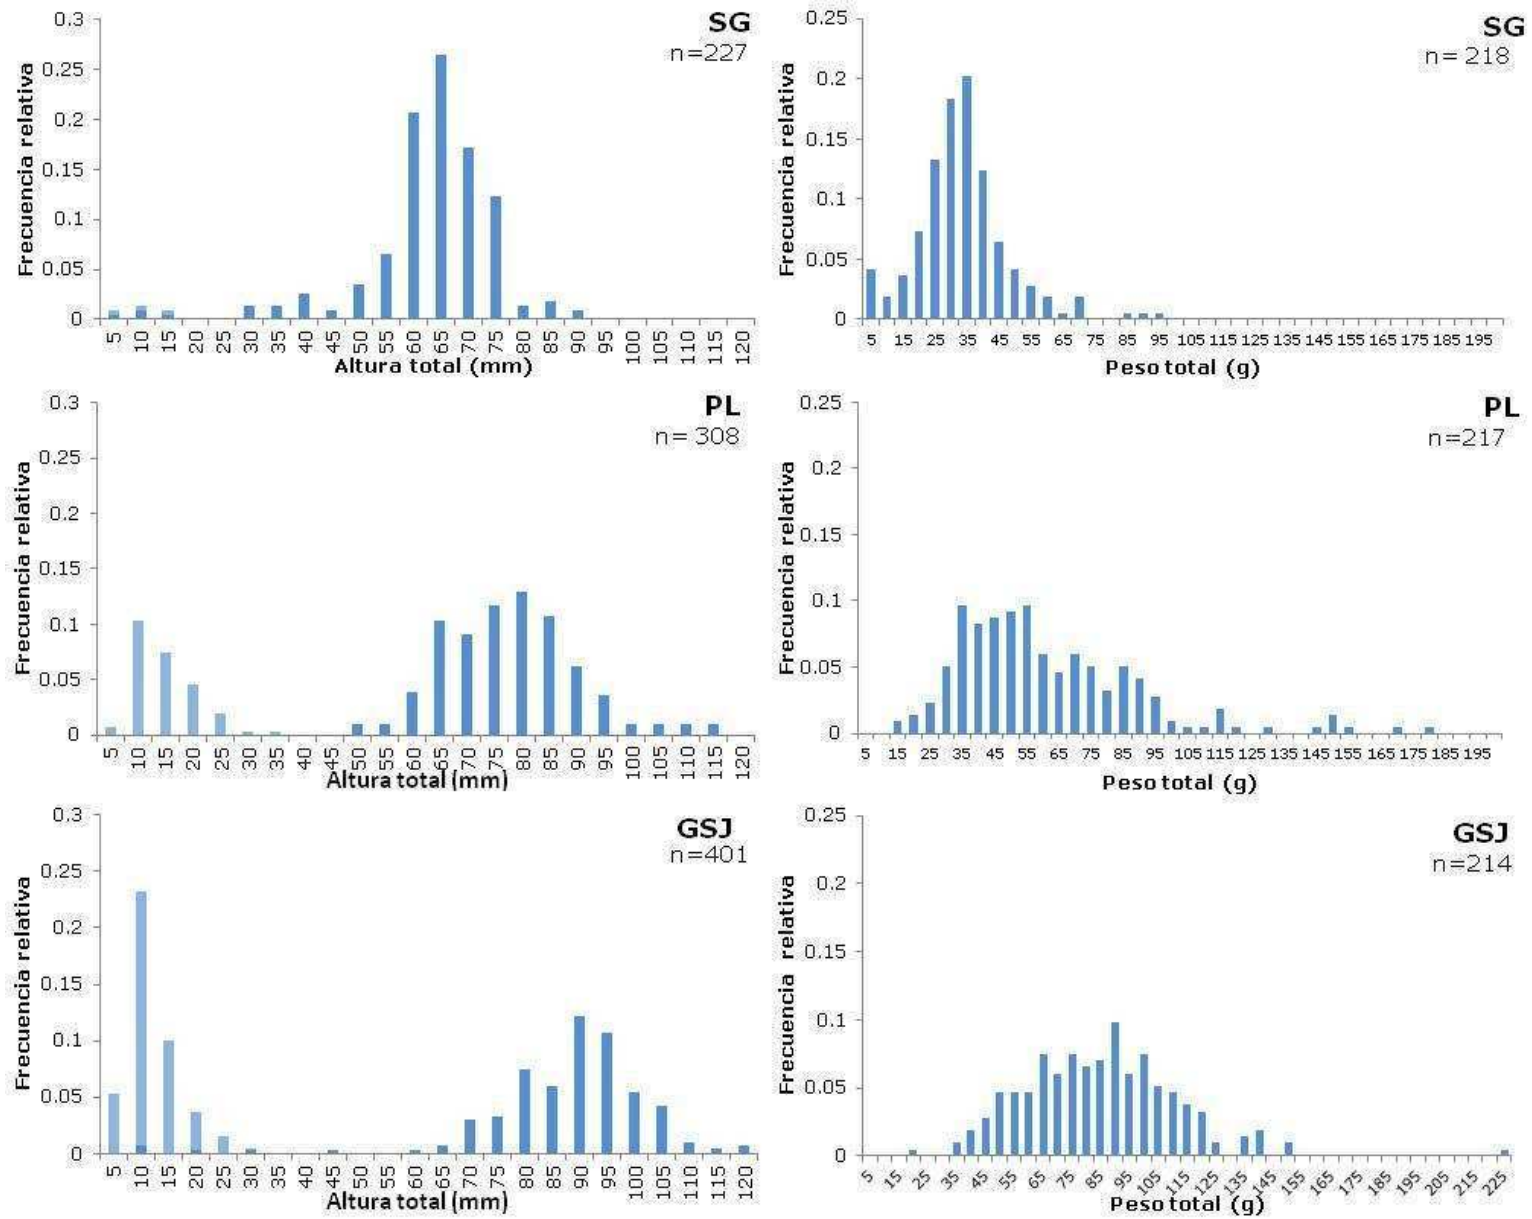 SG
n=227
Frecuencia relativa
0.3
0.25
0.2
0.15
0.1
0.05
0
5 10 15 20 25 30 35 40 45 50 55 60 65 70 75 80 85 90 95 100 105 110 115 120
Altura total (mm)
SG
n= 218
Frecuencia relativa
0.25
0.2
0.15
0.1
0.05
0
5 15 25 35 45 55 65 75 85 95 105 115 125 135 145 155 165 175 185 195
Peso total (g)
PL
n= 308
Frecuencia relativa
0.3
0.25
0.2
0.15
0.1
0.05
0
5 10 15 20 25 30 35 40 45 50 55 60 65 70 75 80 85 90 95 100 105 110 115 120
Altura total (mm)
PL
n=217
Frecuencia relativa
0.25
0.2
0.15
0.1
0.05
0
5 15 25 35 45 55 65 75 85 95 105 115 125 135 145 155 165 175 185 195
Peso total (g)
GSJ
n=401
Frecuencia relativa
0.3
0.25
0.2
0.15
0.1
0.05
0
5 10 15 20 25 30 35 40 45 50 55 60 65 70 75 80 85 90 95 100 105 110 115 120
Altura total (mm)
GSJ
n=214
Frecuencia relativa
0.25
0.2
0.15
0.1
0.05
0
5 15 25 35 45 55 65 75 85 95 105 115 125 135 145 155 165 175 185 195 205 215 225
Peso total (g)